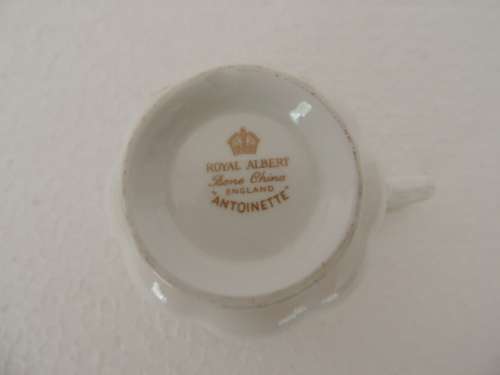 ROYAL ALBERT
Bone China
ENGLAND
"ANTOINETTE"